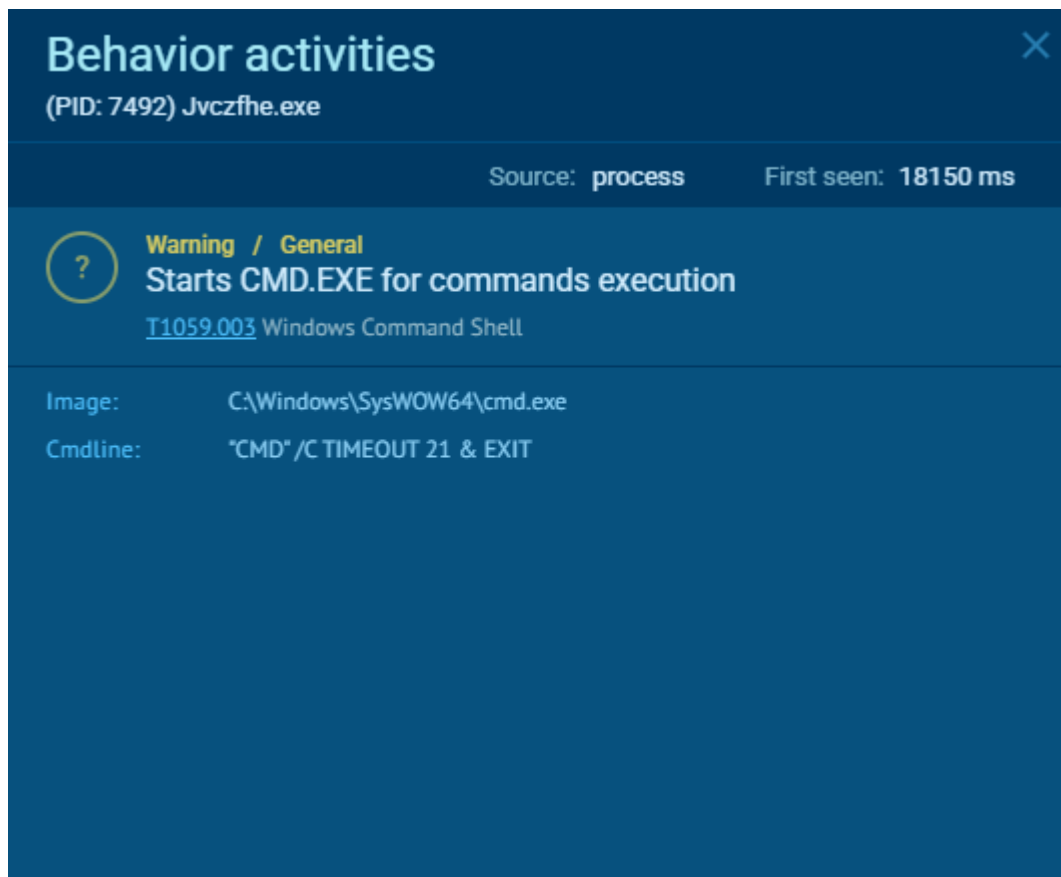 Behavior activities
(PID: 7492) Jvczfhe.exe
Source: process First seen: 18150 ms
?
Warning / General
Starts CMD.EXE for commands execution
T1059.003 Windows Command Shell
Image: C:\Windows\SysWOW64\cmd.exe
Cmdline: "CMD" /C TIMEOUT 21 & EXIT